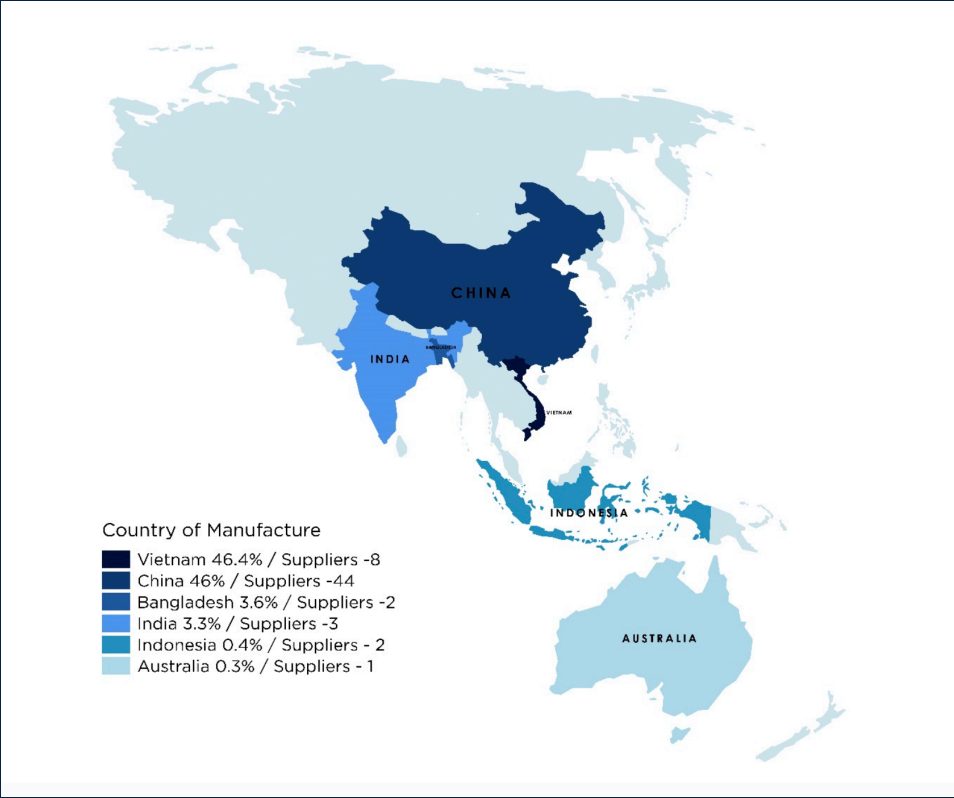 CHINA
INDIA
BANGLADESH
VIETNAM
INDONESIA
Country of Manufacture
Vietnam 46.4% / Suppliers -8
China 46% / Suppliers -44
Bangladesh 3.6% / Suppliers -2
India 3.3% / Suppliers -3
Indonesia 0.4% / Suppliers - 2
Australia 0.3% / Suppliers - 1
AUSTRALIA